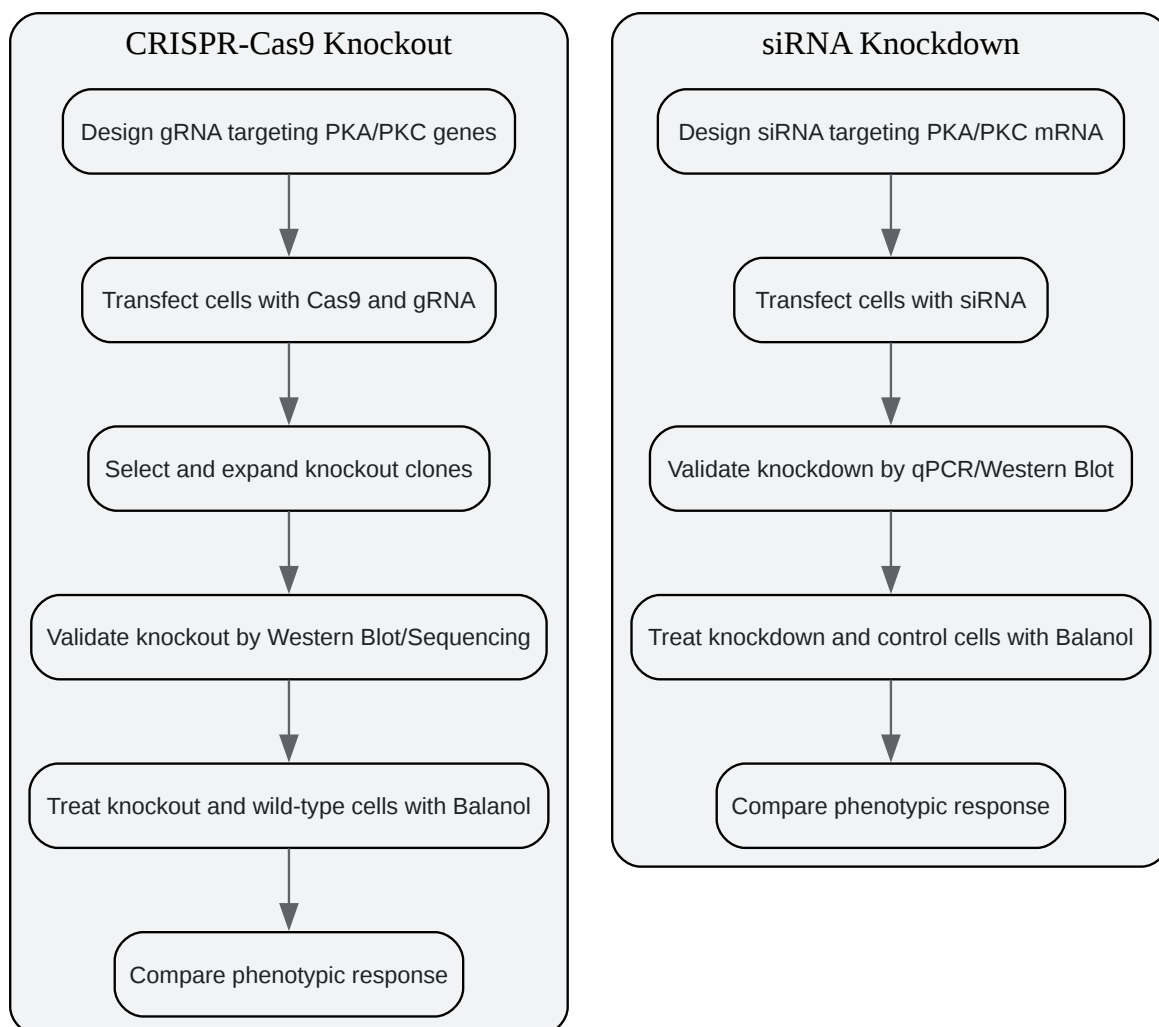 CRISPR-Cas9 Knockout
Design gRNA targeting PKA/PKC genes
Transfect cells with Cas9 and gRNA
Select and expand knockout clones
Validate knockout by Western Blot/Sequencing
Treat knockout and wild-type cells with Balanol
Compare phenotypic response
siRNA Knockdown
Design siRNA targeting PKA/PKC mRNA
Transfect cells with siRNA
Validate knockdown by qPCR/Western Blot
Treat knockdown and control cells with Balanol
Compare phenotypic response